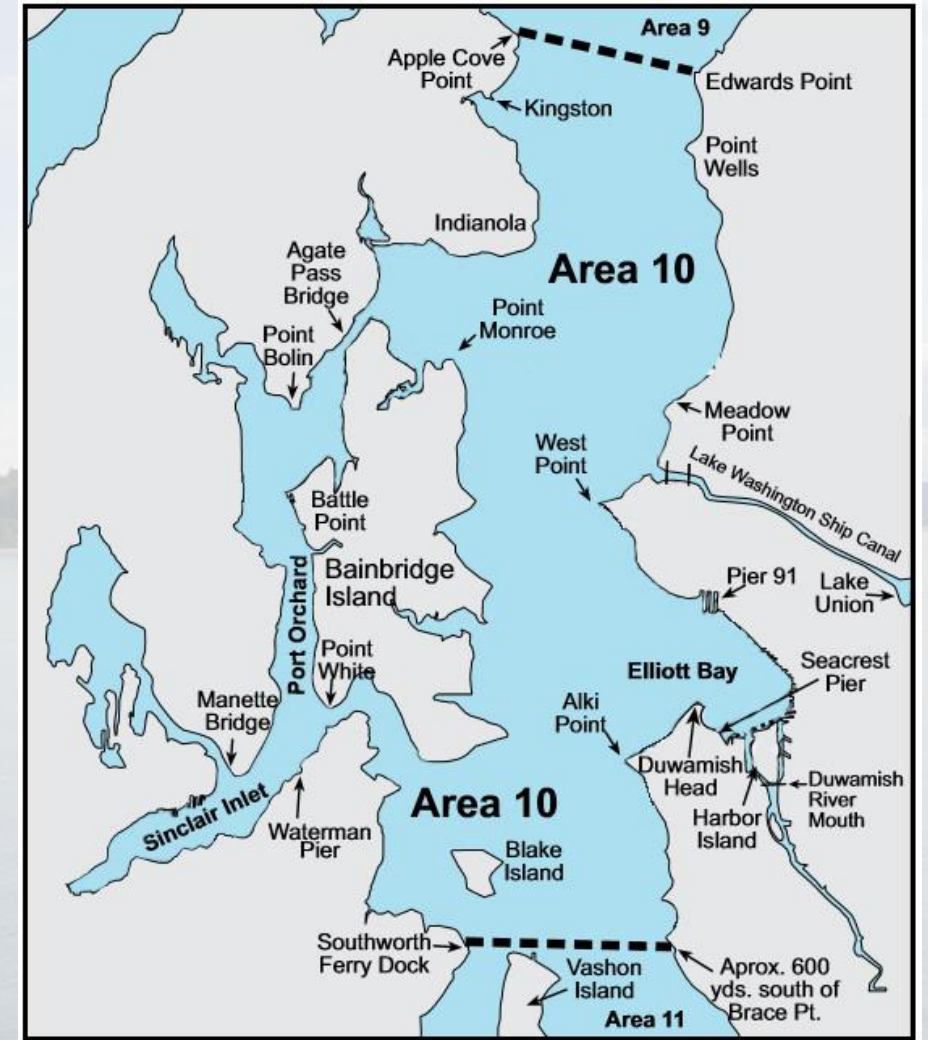 Area 9
Apple Cove
Point
Edwards Point
Kingston
Point
Wells
Indianola
Agate
Pass
Bridge
Area 10
Point
Monroe
Point
Bolin
Meadow
Point
West
Point
Lake Washington Ship Canal
Battle
Point
Bainbridge
Island
Pier 91
Lake
Union
Port Orchard
Point
White
Elliott Bay
Seacrest
Pier
Manette
Bridge
Alki
Point
Duwamish
Head
Duwamish
River
Mouth
Harbor
Island
Sinclair Inlet
Area 10
Waterman
Pier
Blake
Island
Southworth
Ferry Dock
Vashon
Island
Aprox. 600
yds. south of
Brace Pt.
Area 11